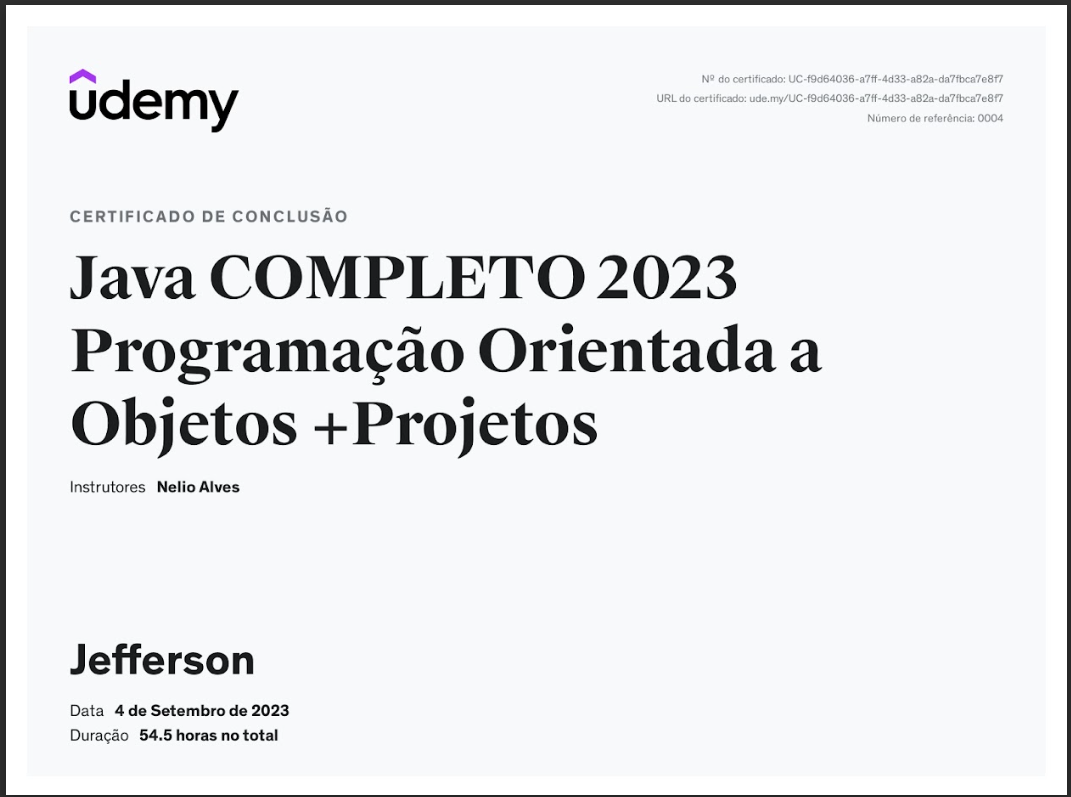 udemy
Nº do certificado: UC-f9d64036-a7ff-4d33-a82a-da7fbca7e8f7
URL do certificado: ude.my/UC-f9d64036-a7ff-4d33-a82a-da7fbca7e8f7
Número de referência: 0004
CERTIFICADO DE CONCLUSÃO
Java COMPLETO 2023
Programação Orientada a
Objetos +Projetos
Instrutores Nelio Alves
Jefferson
Data 4 de Setembro de 2023
Duração 54.5 horas no total